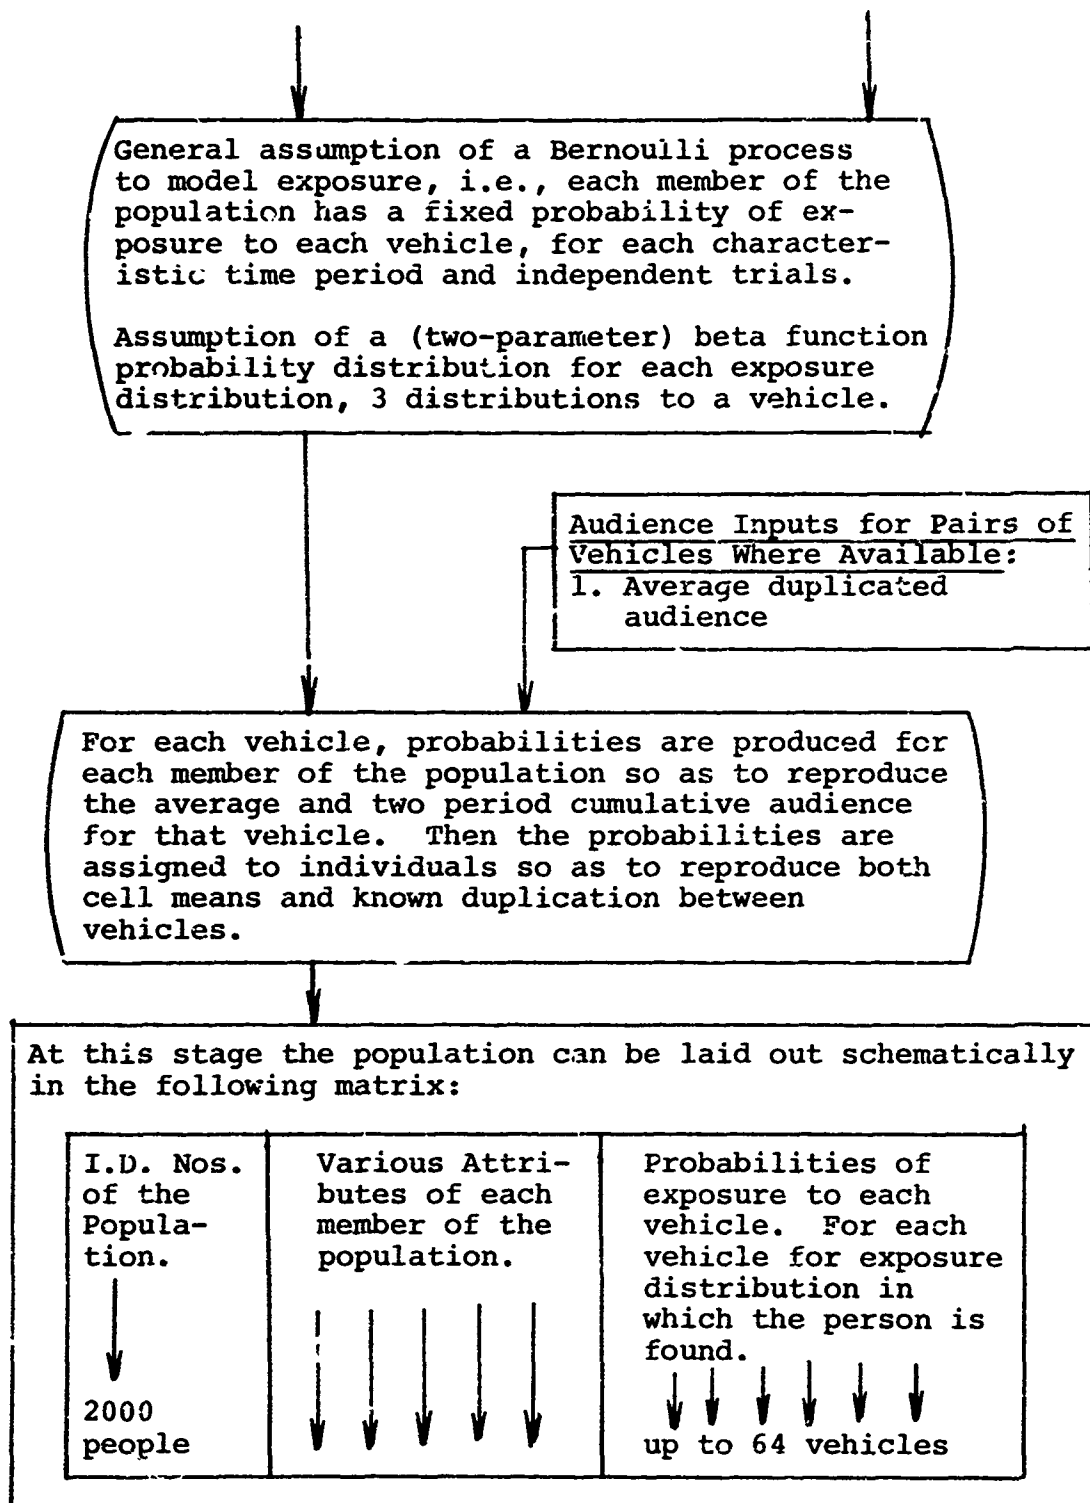 General assumption of a Bernoulli process
to model exposure, i.e., each member of the
population has a fixed probability of ex-
posure to each vehicle, for each character-
istic time period and independent trials.
Assumption of a (two-parameter) beta function
probability distribution for each exposure
distribution, 3 distributions to a vehicle.
Audience Inputs for Pairs of
Vehicles Where Available:
1. Average duplicated
audience
For each vehicle, probabilities are produced for
each member of the population so as to reproduce
the average and two period cumulative audience
for that vehicle. Then the probabilities are
assigned to individuals so as to reproduce both
cell means and known duplication between
vehicles.
At this stage the population can be laid out schematically
in the following matrix:
I.D. Nos.
of the
Popula-
tion.
2000
people
Various Attri-
butes of each
member of the
population.
Probabilities of
exposure to each
vehicle. For each
vehicle for exposure
distribution in
which the person is
found.
up to 64 vehicles